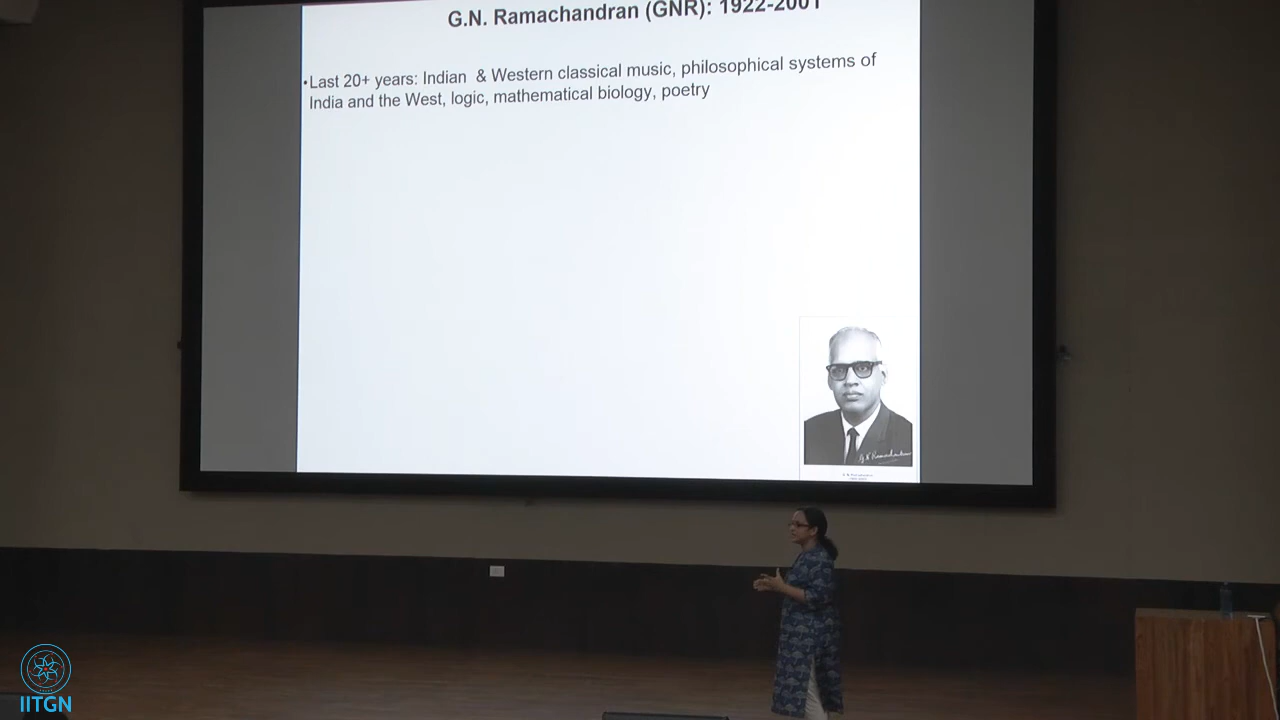 G.N. Ramachandran (GNR): 1922-2001
•Last 20+ years: Indian & Western classical music, philosophical systems of
India and the West, logic, mathematical biology, poetry
G N Ramachandran
IITGN